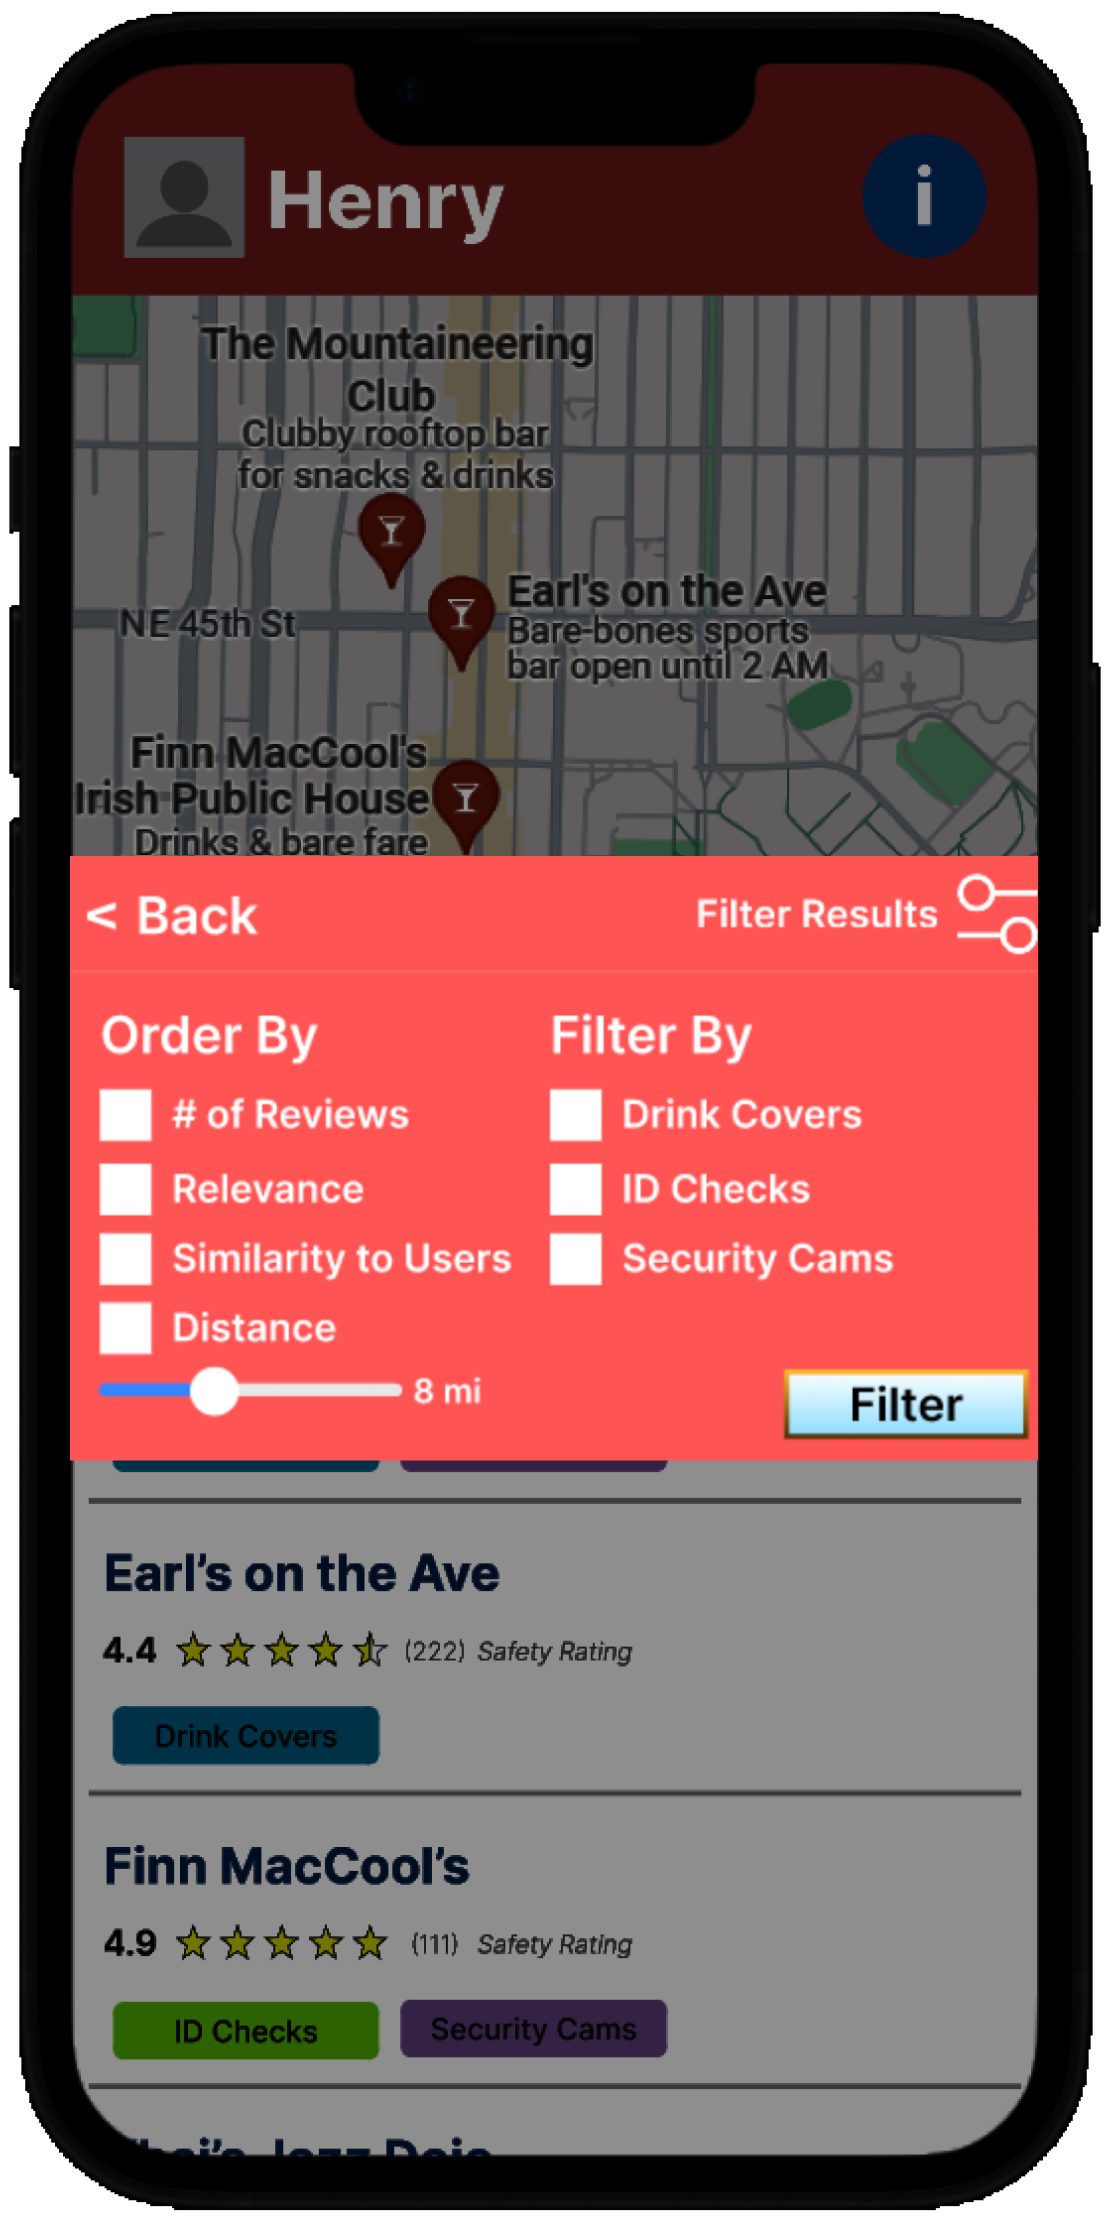 Henry
i
The Mountaineering
Club
Clubby rooftop bar
for snacks & drinks
Earl's on the Ave
Bare-bones sports
bar open until 2 AM
NE 45th St
Finn MacCool's
Irish Public House
Drinks & bare fare
< Back
Filter Results
Order By
# of Reviews
Relevance
Similarity to Users
Distance
8 mi
Filter By
Drink Covers
ID Checks
Security Cams
Filter
Earl’s on the Ave
4.4 (222) Safety Rating
Drink Covers
Finn MacCool’s
4.9 (111) Safety Rating
ID Checks Security Cams
Jazz